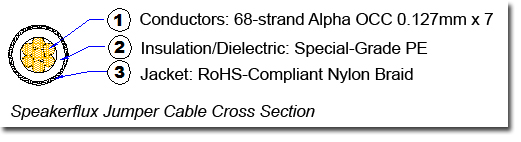 1 Conductors: 68-strand Alpha OCC 0.127mm x 7
2 Insulation/Dielectric: Special-Grade PE
3 Jacket: RoHS-Compliant Nylon Braid
Speakerflux Jumper Cable Cross Section